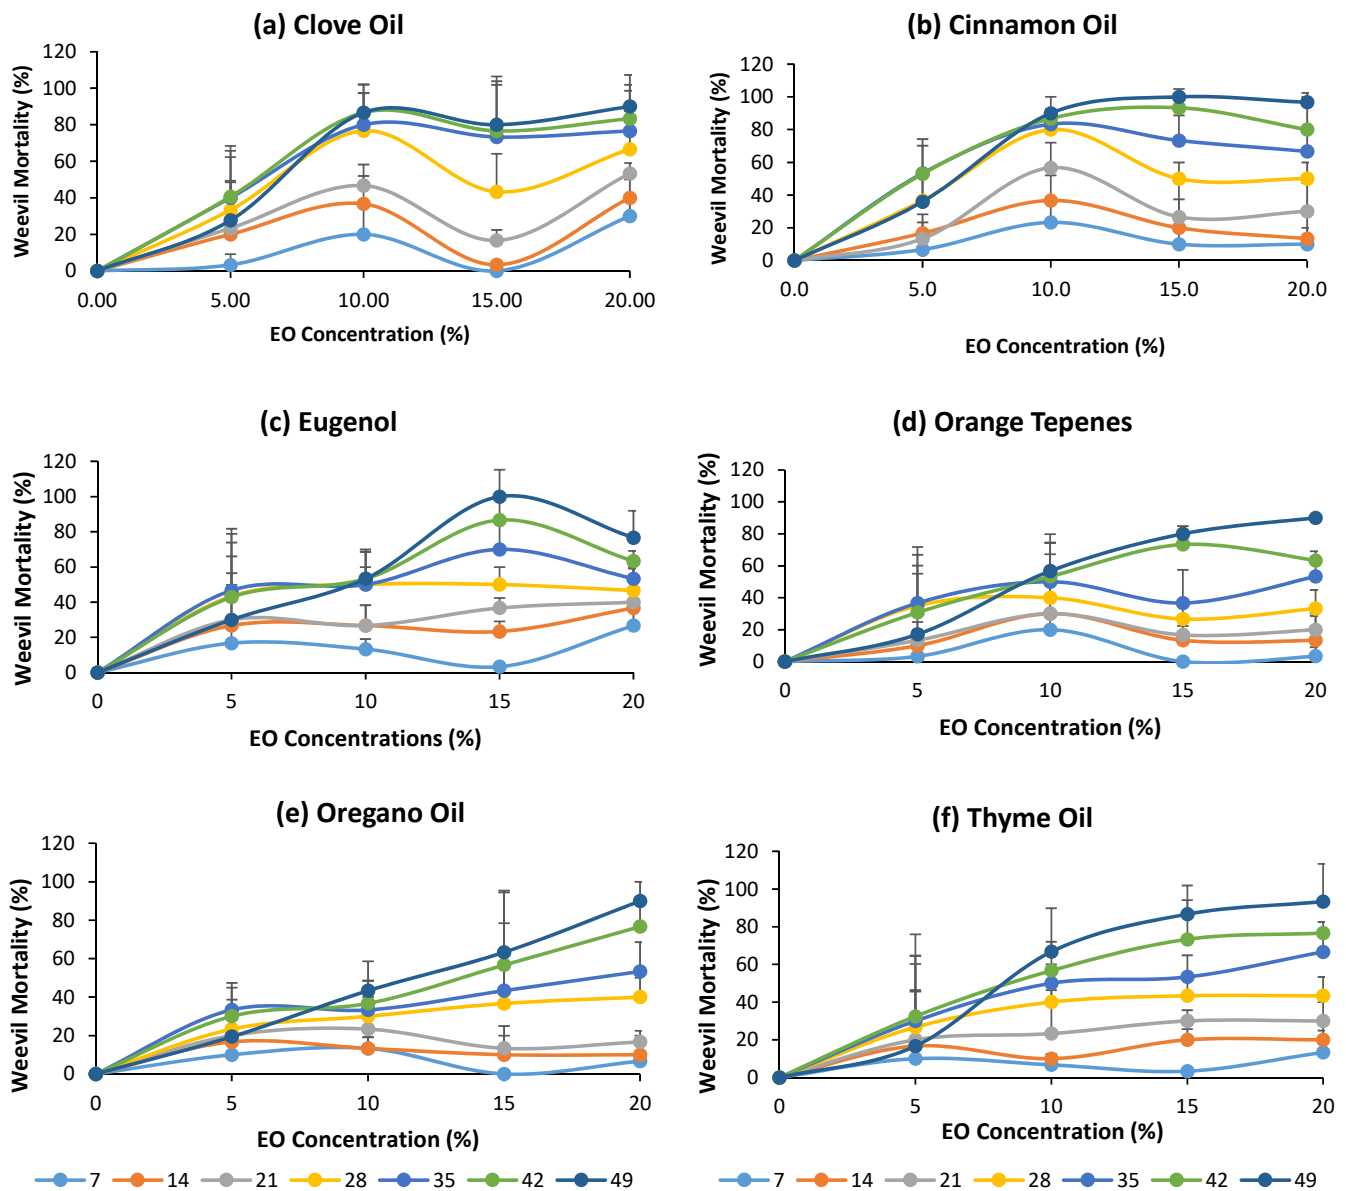 (a) Clove Oil
120
100
80
60
40
20
0
Weevil Mortality (%)
0.00 5.00 10.00 15.00 20.00
EO Concentration (%)
(b) Cinnamon Oil
120
100
80
60
40
20
0
Weevil Mortality (%)
0.0 5.0 10.0 15.0 20.0
EO Concentration (%)
(c) Eugenol
120
100
80
60
40
20
0
Weevil Mortality (%)
0 5 10 15 20
EO Concentrations (%)
(d) Orange Tepenes
120
100
80
60
40
20
0
Weevil Mortality (%)
0 5 10 15 20
EO Concentration (%)
(e) Oregano Oil
120
100
80
60
40
20
0
Weevil Mortality (%)
0 5 10 15 20
EO Concentration (%)
(f) Thyme Oil
120
100
80
60
40
20
0
Weevil Mortality (%)
0 5 10 15 20
EO Concentration (%)
7 14 21 28 35 42 49
7 14 21 28 35 42 49